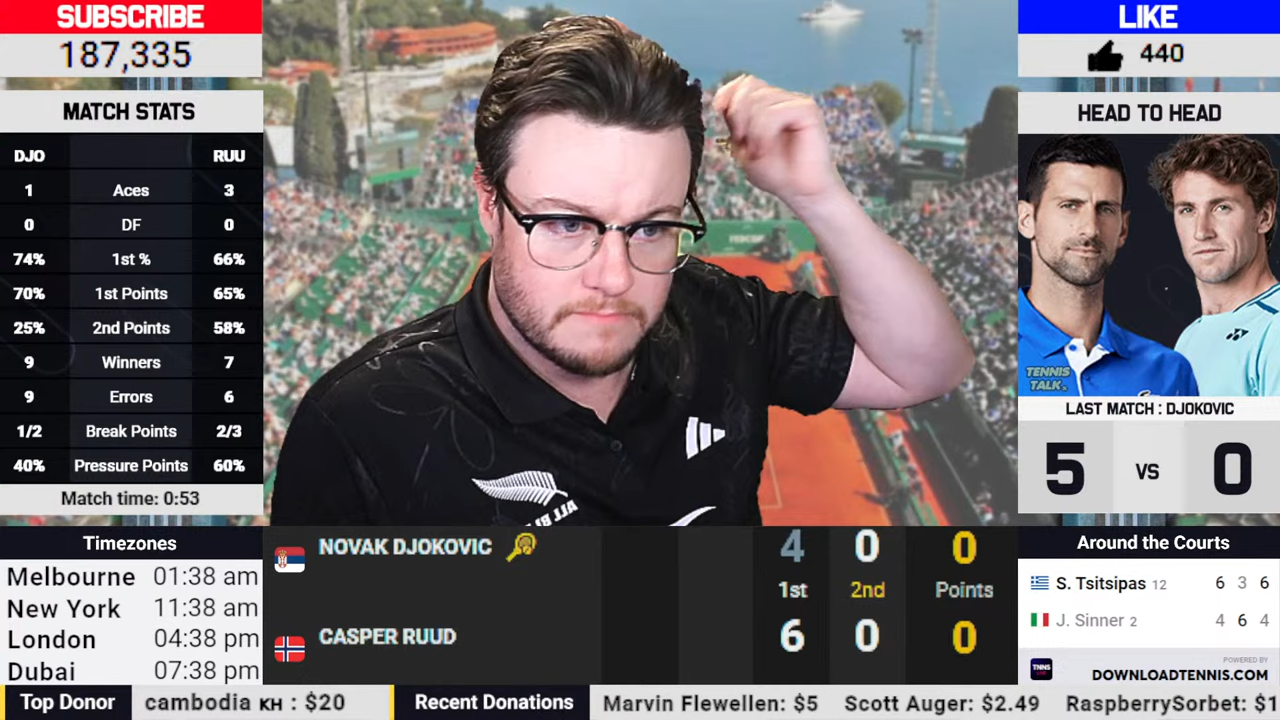 SUBSCRIBE
187,335
MATCH STATS
DJO RUU
1 Aces 3
0 DF 0
74% 1st % 66%
70% 1st Points 65%
25% 2nd Points 58%
9 Winners 7
9 Errors 6
1/2 Break Points 2/3
40% Pressure Points 60%
Match time: 0:53
Timezones
Melbourne 01:38 am
New York 11:38 am
London 04:38 pm
Dubai 07:38 pm
LIKE
440
HEAD TO HEAD
TENNIS
TALK.
LAST MATCH : DJOKOVIC
5 VS 0
Around the Courts
S. Tsitsipas 12 6 3 6
J. Sinner 2 4 6 4
POWERED BY
DOWNLOADTENNIS.COM
NOVAK DJOKOVIC 4 0 0
1st 2nd Points
CASPER RUUD 6 0 0
Top Donor cambodia KH : $20 Recent Donations Marvin Flewellen: $5 Scott Auger: $2.49 RaspberrySorbet: $1